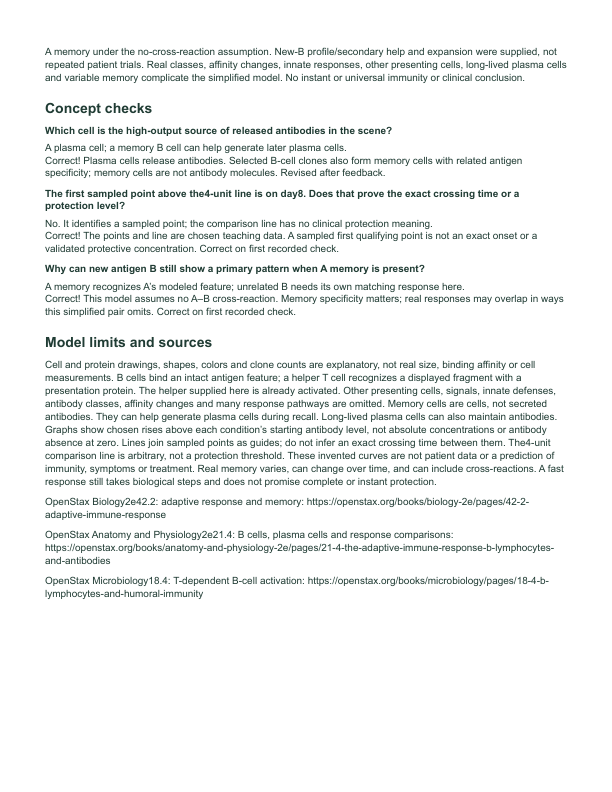 A memory under the no-cross-reaction assumption. New-B profile/secondary help and expansion were supplied, not
repeated patient trials. Real classes, affinity changes, innate responses, other presenting cells, long-lived plasma cells
and variable memory complicate the simplified model. No instant or universal immunity or clinical conclusion.
Concept checks
Which cell is the high-output source of released antibodies in the scene?
A plasma cell; a memory B cell can help generate later plasma cells.
Correct! Plasma cells release antibodies. Selected B-cell clones also form memory cells with related antigen
specificity; memory cells are not antibody molecules. Revised after feedback.
The first sampled point above the4-unit line is on day8. Does that prove the exact crossing time or a
protection level?
No. It identifies a sampled point; the comparison line has no clinical protection meaning.
Correct! The points and line are chosen teaching data. A sampled first qualifying point is not an exact onset or a
validated protective concentration. Correct on first recorded check.
Why can new antigen B still show a primary pattern when A memory is present?
A memory recognizes A’s modeled feature; unrelated B needs its own matching response here.
Correct! This model assumes no A–B cross-reaction. Memory specificity matters; real responses may overlap in ways
this simplified pair omits. Correct on first recorded check.
Model limits and sources
Cell and protein drawings, shapes, colors and clone counts are explanatory, not real size, binding affinity or cell
measurements. B cells bind an intact antigen feature; a helper T cell recognizes a displayed fragment with a
presentation protein. The helper supplied here is already activated. Other presenting cells, signals, innate defenses,
antibody classes, affinity changes and many response pathways are omitted. Memory cells are cells, not secreted
antibodies. They can help generate plasma cells during recall. Long-lived plasma cells can also maintain antibodies.
Graphs show chosen rises above each condition’s starting antibody level, not absolute concentrations or antibody
absence at zero. Lines join sampled points as guides; do not infer an exact crossing time between them. The4-unit
comparison line is arbitrary, not a protection threshold. These invented curves are not patient data or a prediction of
immunity, symptoms or treatment. Real memory varies, can change over time, and can include cross-reactions. A fast
response still takes biological steps and does not promise complete or instant protection.
OpenStax Biology2e42.2: adaptive response and memory: https://openstax.org/books/biology-2e/pages/42-2-
adaptive-immune-response
OpenStax Anatomy and Physiology2e21.4: B cells, plasma cells and response comparisons:
https://openstax.org/books/anatomy-and-physiology-2e/pages/21-4-the-adaptive-immune-response-b-lymphocytes-
and-antibodies
OpenStax Microbiology18.4: T-dependent B-cell activation: https://openstax.org/books/microbiology/pages/18-4-b-
lymphocytes-and-humoral-immunity